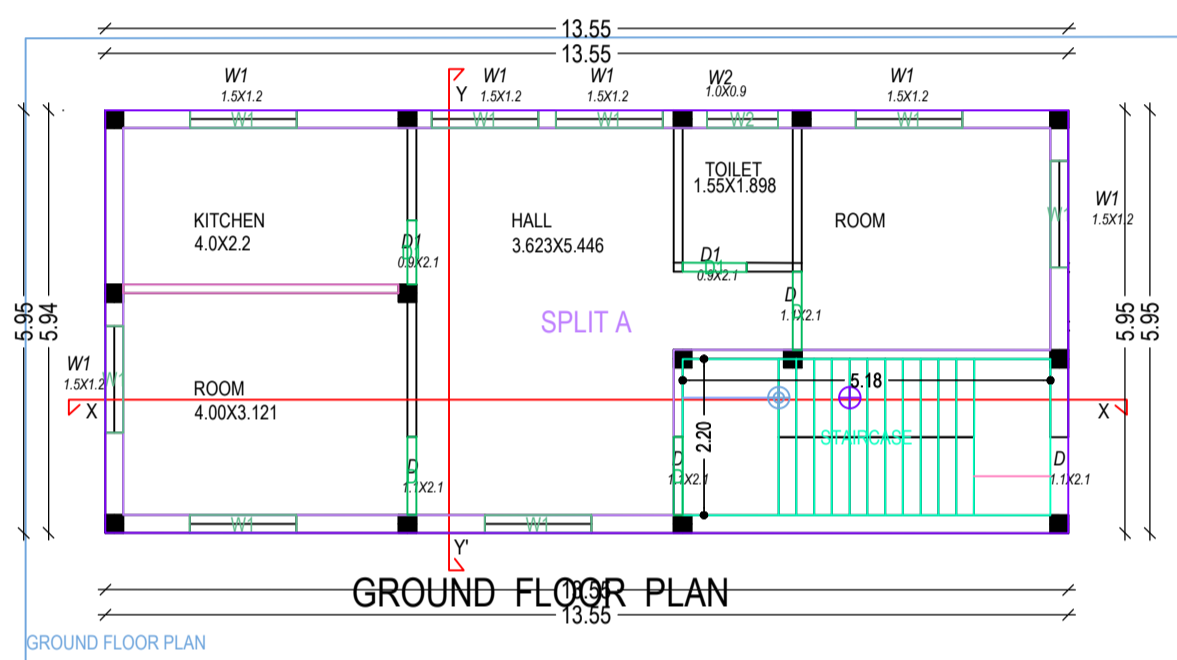 13.55
13.55
W1
1.5X1.2
W1
1.5X1.2
W1
1.5X1.2
W2
1.0X0.9
W1
1.5X1.2
Y
W1
W1
W1
W2
W1
TOILET
1.55X1.898
KITCHEN
4.0X2.2
HALL
3.623X5.446
ROOM
W1
W1
1.5X1.2
D1
0.9X2.1
D1
0.9X2.1
D
1.1X2.1
SPLIT A
5.95
5.94
5.95
5.95
W1
1.5X1.2
W1
ROOM
4.00X3.121
5.18
X
X
2.20
STAIRCASE
D
1.1X2.1
D
1.1X2.1
D
1.1X2.1
W1
W1
Y'
GROUND FLOOR PLAN
13.55
13.55
GROUND FLOOR PLAN